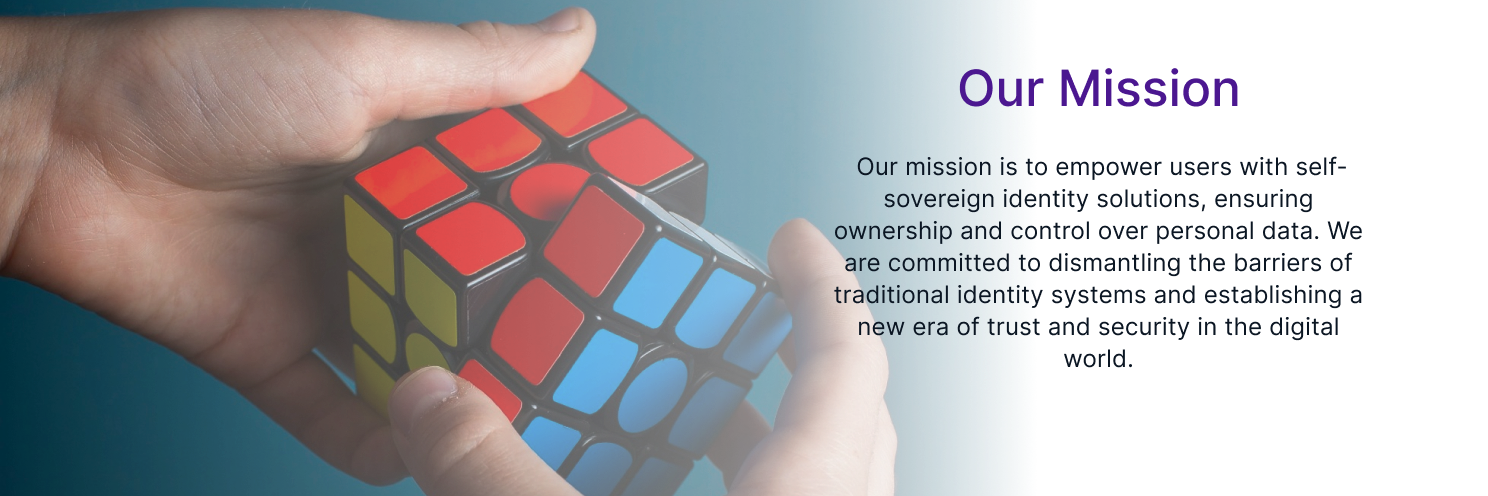 Our Mission
Our mission is to empower users with self-
sovereign identity solutions, ensuring
ownership and control over personal data. We
are committed to dismantling the barriers of
traditional identity systems and establishing a
new era of trust and security in the digital
world.